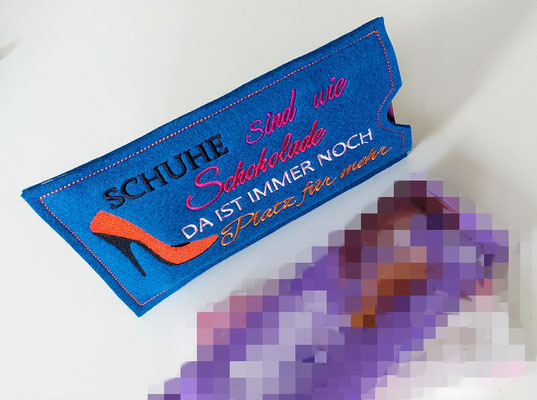 SCHUHE sind wie
Schokolade
DA IST IMMER NOCH
Platz für mehr